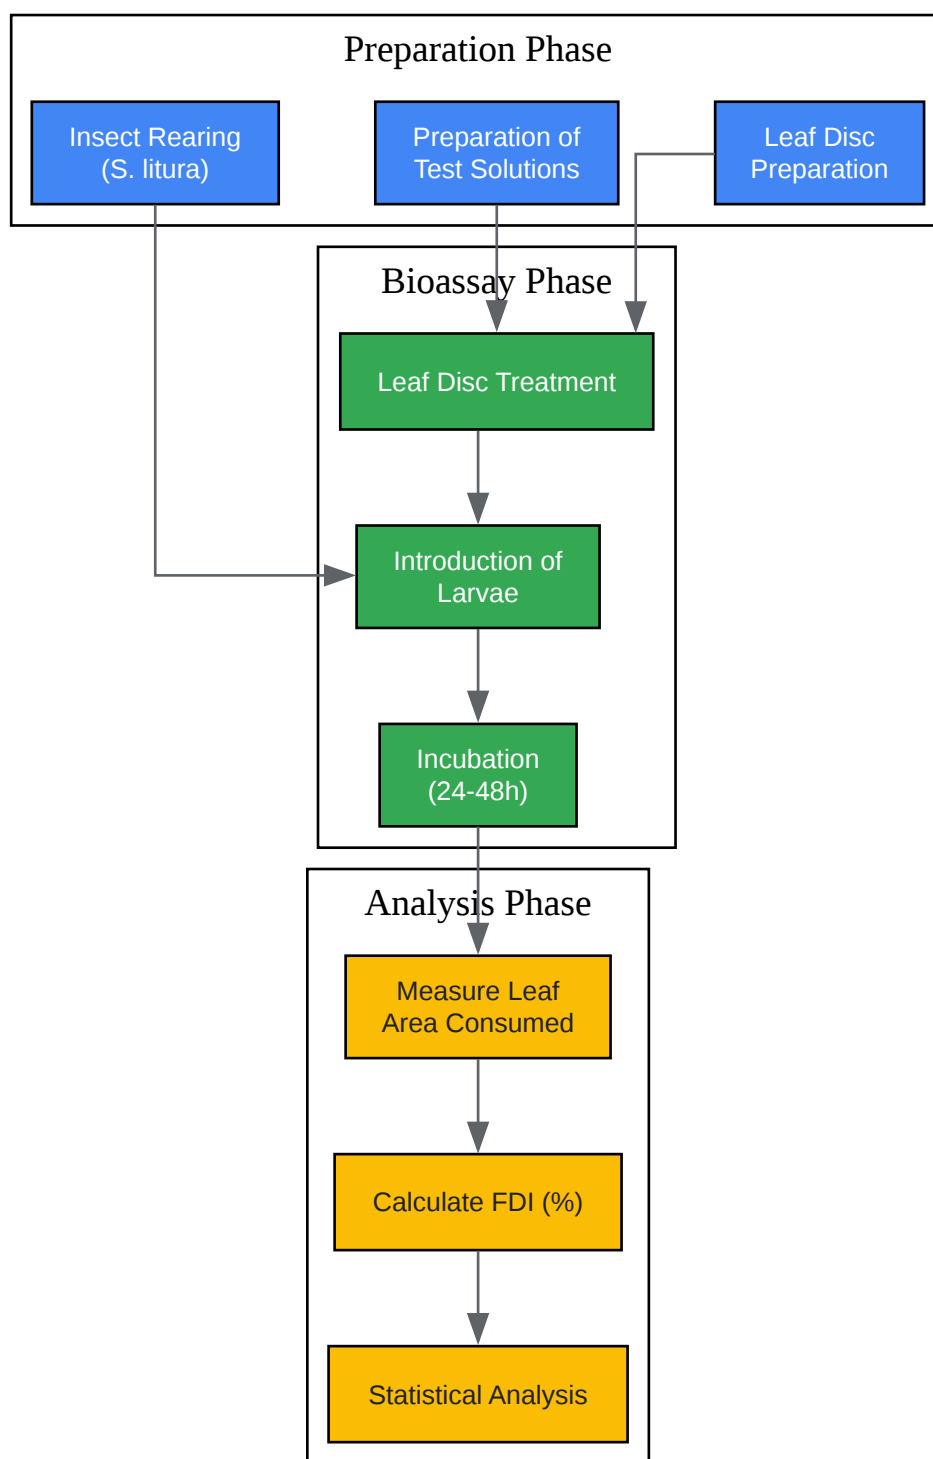 Preparation Phase
Insect Rearing
(S. litura)
Preparation of
Test Solutions
Leaf Disc
Preparation
Bioassay Phase
Leaf Disc Treatment
Introduction of
Larvae
Incubation
(24-48h)
Analysis Phase
Measure Leaf
Area Consumed
Calculate FDI (%)
Statistical Analysis